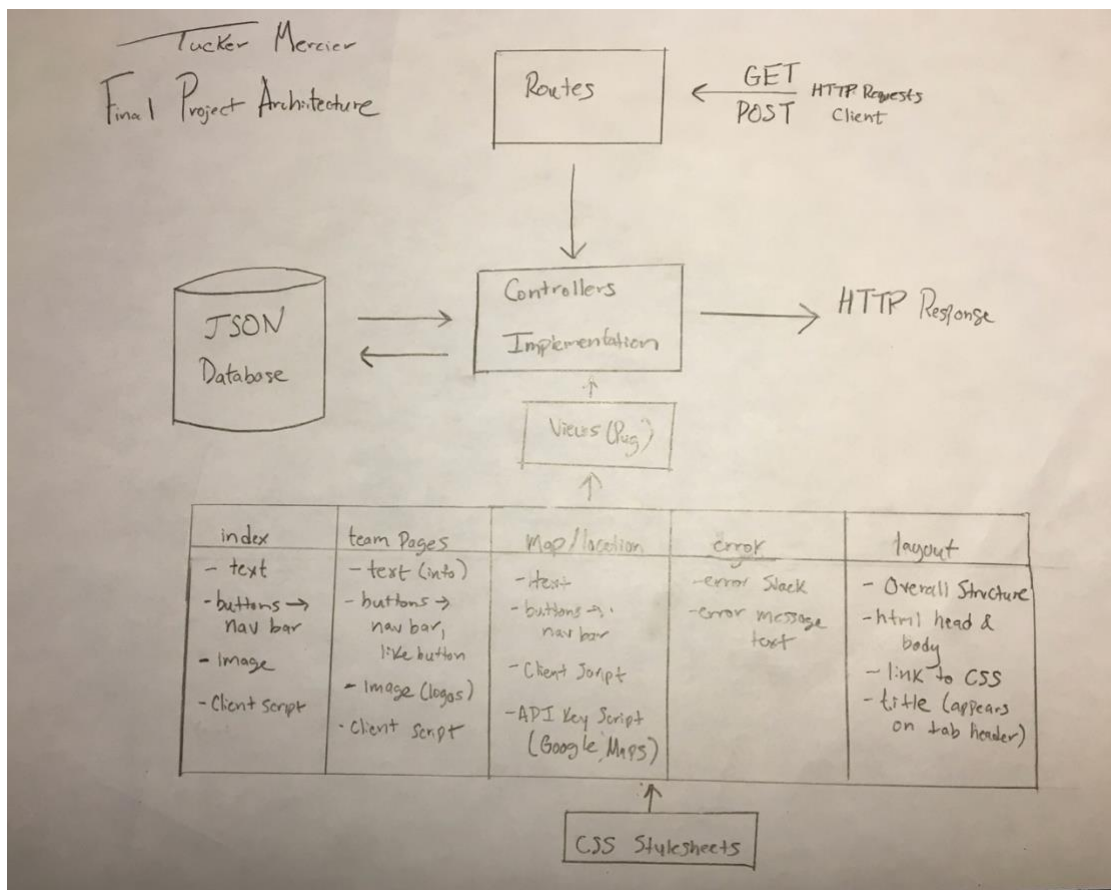 Tucker Mercier
Final Project Architecture
Routes
GET
POST
HTTP Requests
Client
JSON
Database
Controllers
Implementation
HTTP Response
Views (Pug)
index
- text
- buttons →
nav bar
- Image
- Client script
team Pages
- text (info)
- buttons →
nav bar,
like button
- Image (logos)
- Client script
Map/location
- text
- buttons →
nav bar
- Client Script
- API Key Script
(Google Maps)
error
- error Stack
- error message
text
layout
- Overall Structure
- html head &
body
- link to CSS
- title (appears
on tab header)
CSS Stylesheets